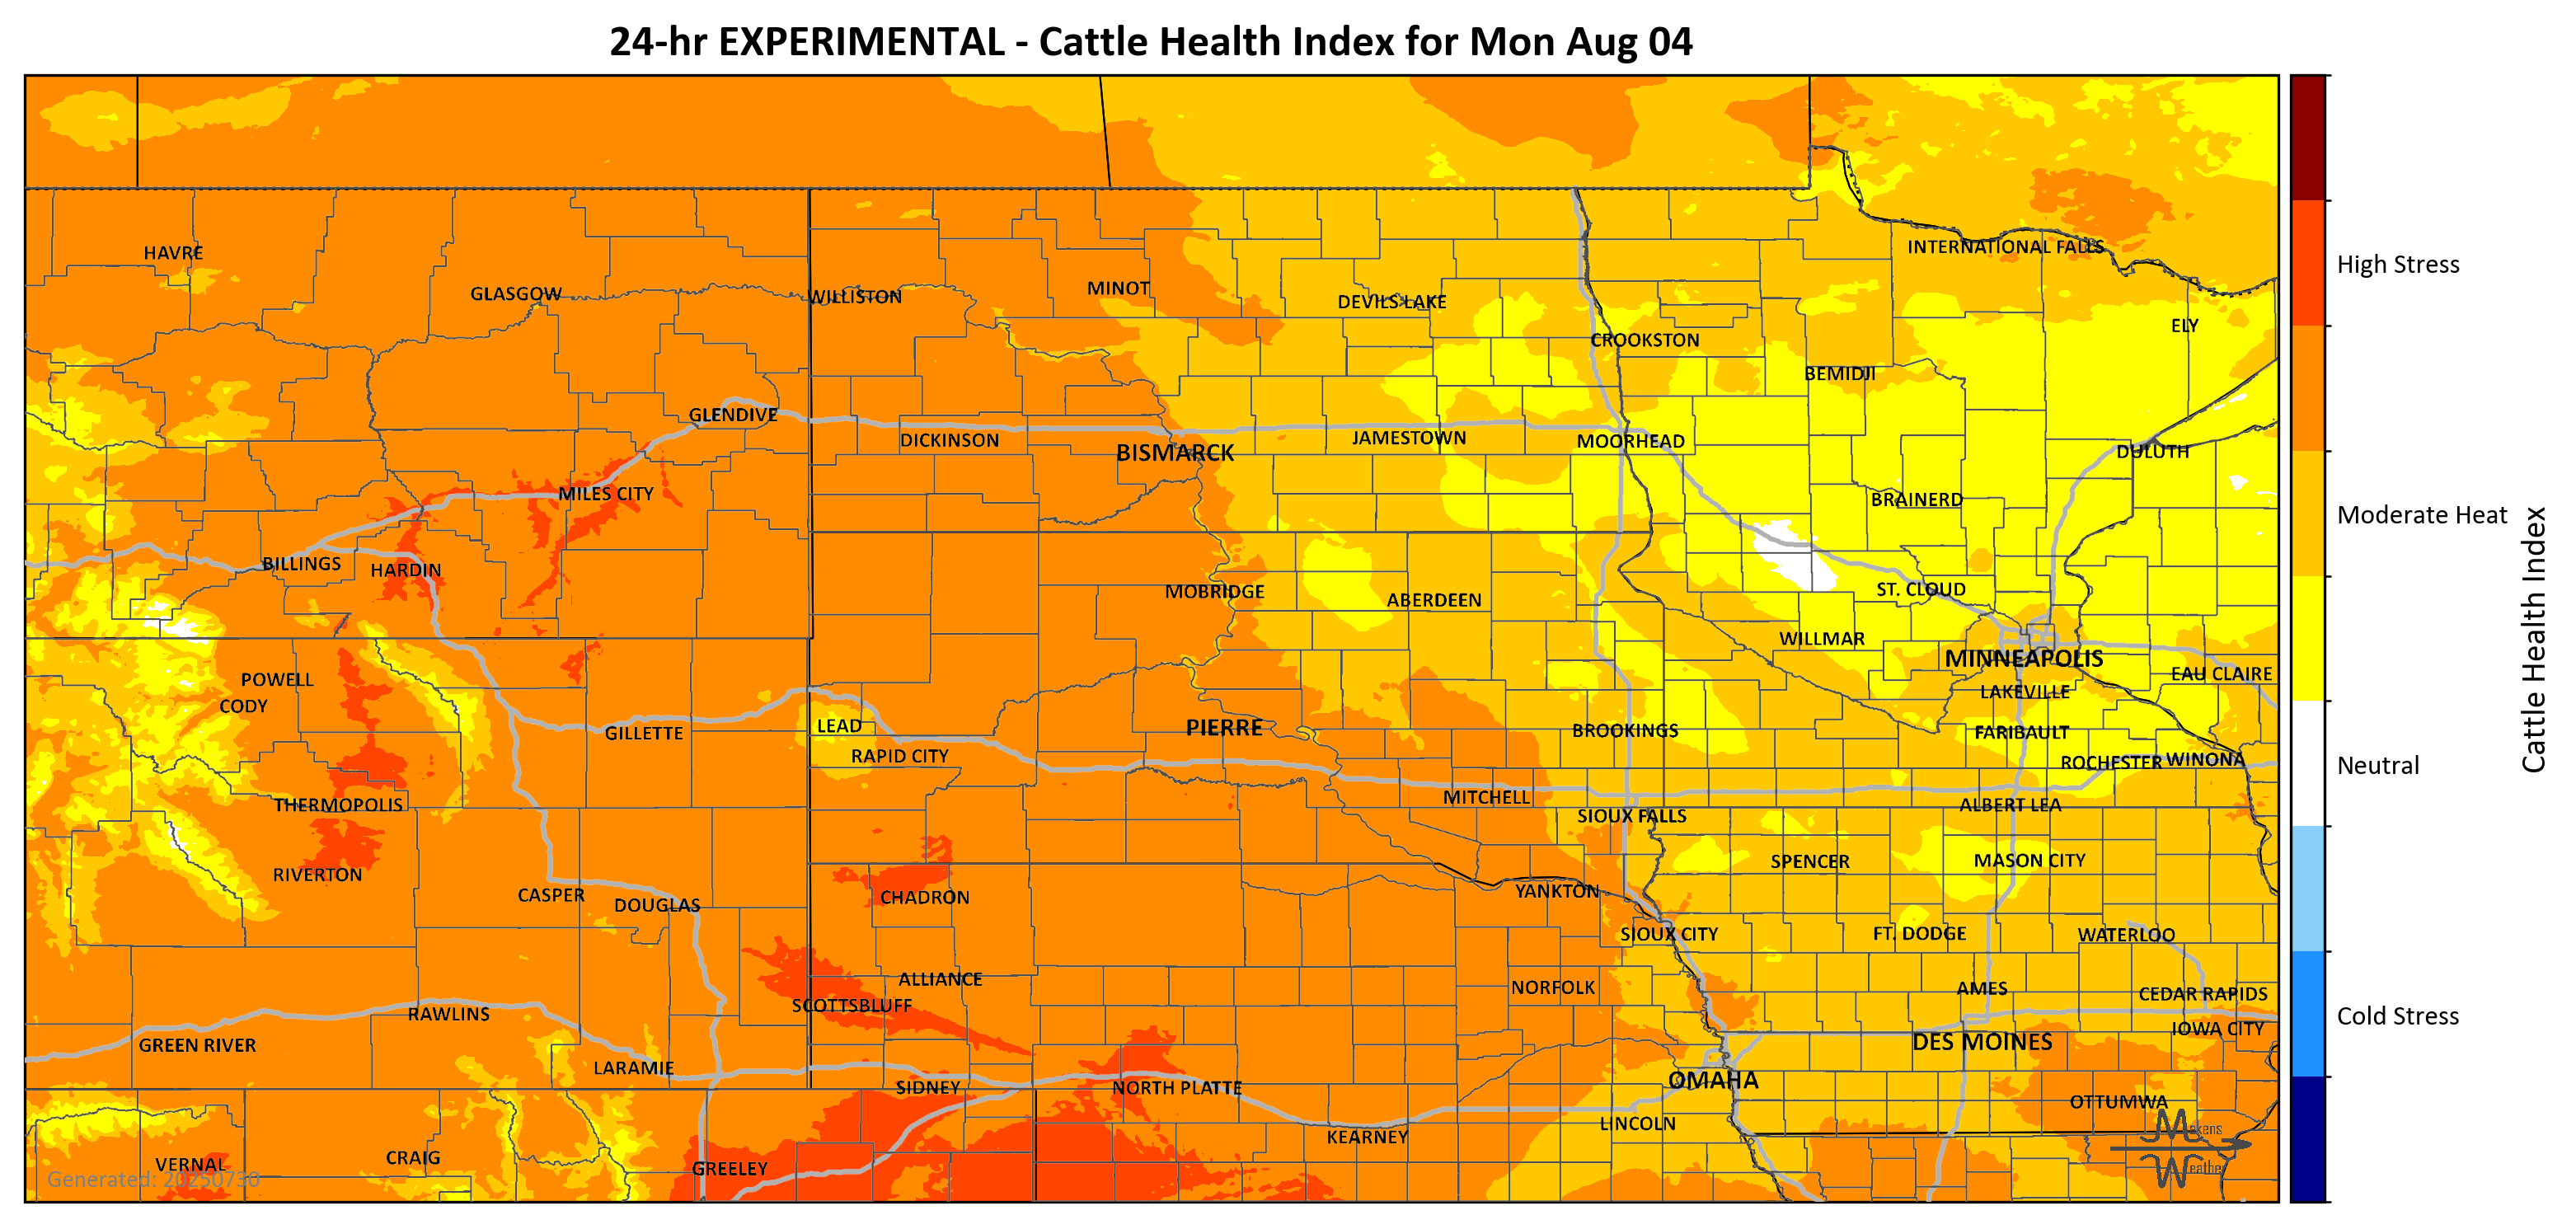 24-hr EXPERIMENTAL - Cattle Health Index for Mon Aug 04
HAVRE
INTERNATIONAL FALLS
GLASGOW
WILLISTON
MINOT
DEVILS LAKE
ELY
CROOKSTON
BEMIDJI
GLENDIVE
DICKINSON
BISMARCK
JAMESTOWN
MOORHEAD
DULUTH
MILES CITY
BRAINERD
BILLINGS
HARDIN
MOBRIDGE
ABERDEEN
ST. CLOUD
WILLMAR
MINNEAPOLIS
POWELL
EAU CLAIRE
CODY
LAKEVILLE
LEAD
PIERRE
GILLETTE
BROOKINGS
FARIBAULT
RAPID CITY
ROCHESTER
WINONA
THERMOPOLIS
MITCHELL
ALBERT LEA
SIOUX FALLS
RIVERTON
SPENCER
MASON CITY
CASPER
DOUGLAS
CHADRON
YANKTON
SIOUX CITY
FT. DODGE
WATERLOO
ALLIANCE
NORFOLK
AMES
CEDAR RAPIDS
SCOTTSBLUFF
RAWLINS
IOWA CITY
GREEN RIVER
DES MOINES
LARAMIE
SIDNEY
NORTH PLATTE
OMAHA
OTTUMWA
LINCOLN
KEARNEY
VERNAL
CRAIG
GREELEY
Generated: 20250730
Makens
Weather
High Stress
Moderate Heat
Neutral
Cold Stress
Cattle Health Index